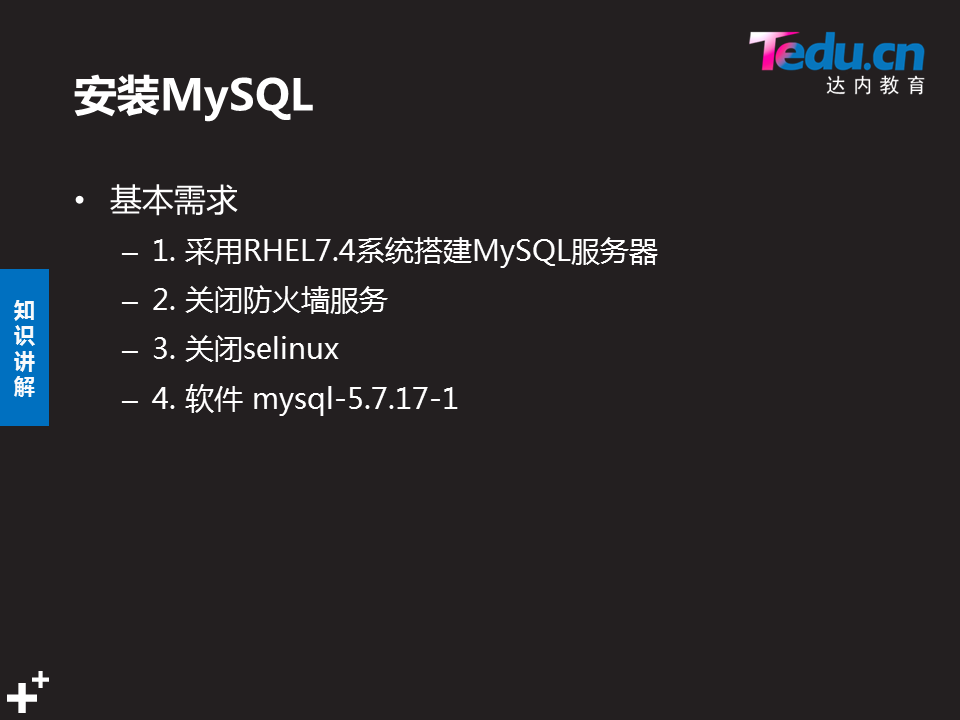 Tedu.cn
达内教育
安装MySQL
• 基本需求
– 1. 采用RHEL7.4系统搭建MySQL服务器
– 2. 关闭防火墙服务
– 3. 关闭selinux
– 4. 软件 mysql-5.7.17-1
知识讲解